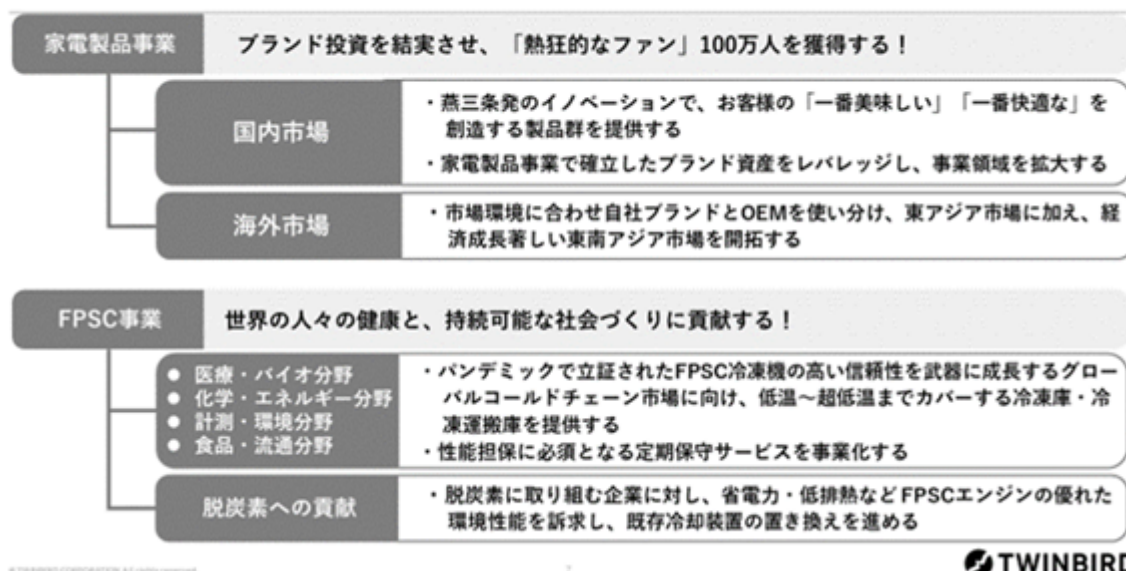 家電製品事業
ブランド投資を結実させ、「熱狂的なファン」100万人を獲得する！
国内市場
・燕三条発のイノベーションで、お客様の「一番美味しい」「一番快適な」を
創造する製品群を提供する
・家電製品事業で確立したブランド資産をレバレッジし、事業領域を拡大する
海外市場
・市場環境に合わせ自社ブランドとOEMを使い分け、東アジア市場に加え、経
済成長著しい東南アジア市場を開拓する
FPSC事業
世界の人々の健康と、持続可能な社会づくりに貢献する！
● 医療・バイオ分野
● 化学・エネルギー分野
● 計測・環境分野
● 食品・流通分野
・パンデミックで立証されたFPSC冷凍機の高い信頼性を武器に成長するグロー
バルコールドチェーン市場に向け、低温～超低温までカバーする冷凍庫・冷
凍運搬庫を提供する
・性能担保に必須となる定期保守サービスを事業化する
脱炭素への貢献
・脱炭素に取り組む企業に対し、省電力・低排熱などFPSCエンジンの優れた
環境性能を訴求し、既存冷却装置の置き換えを進める
©TWINBIRD CORPORATION All rights reserved.
TWINBIRD